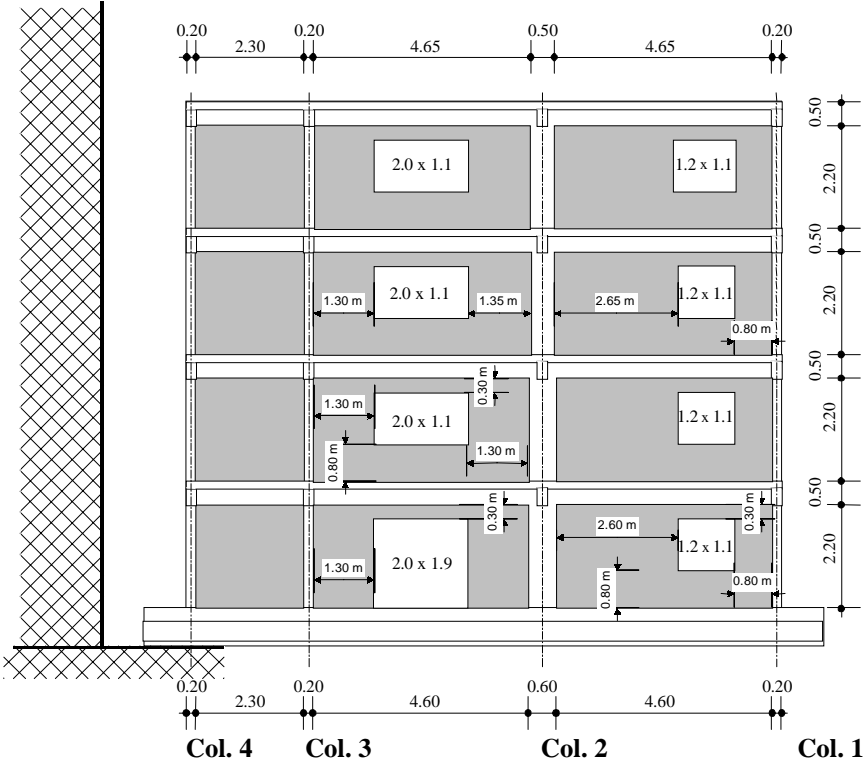 0.20 0.20 0.50 0.20
2.30 4.65 4.65
0.50
2.0 x 1.1 1.2 x 1.1
2.20
0.50
2.0 x 1.1 1.2 x 1.1
1.30 m 1.35 m 2.65 m
2.20
0.80 m
0.50
0.30 m
1.30 m
2.0 x 1.1 1.2 x 1.1
2.20
1.30 m
0.80 m
0.50
0.30 m 0.30 m
2.60 m
1.2 x 1.1
2.20
2.0 x 1.9
1.30 m 0.80 m 0.80 m
0.20 0.20 0.60 0.20
2.30 4.60 4.60
Col. 4 Col. 3 Col. 2 Col. 1